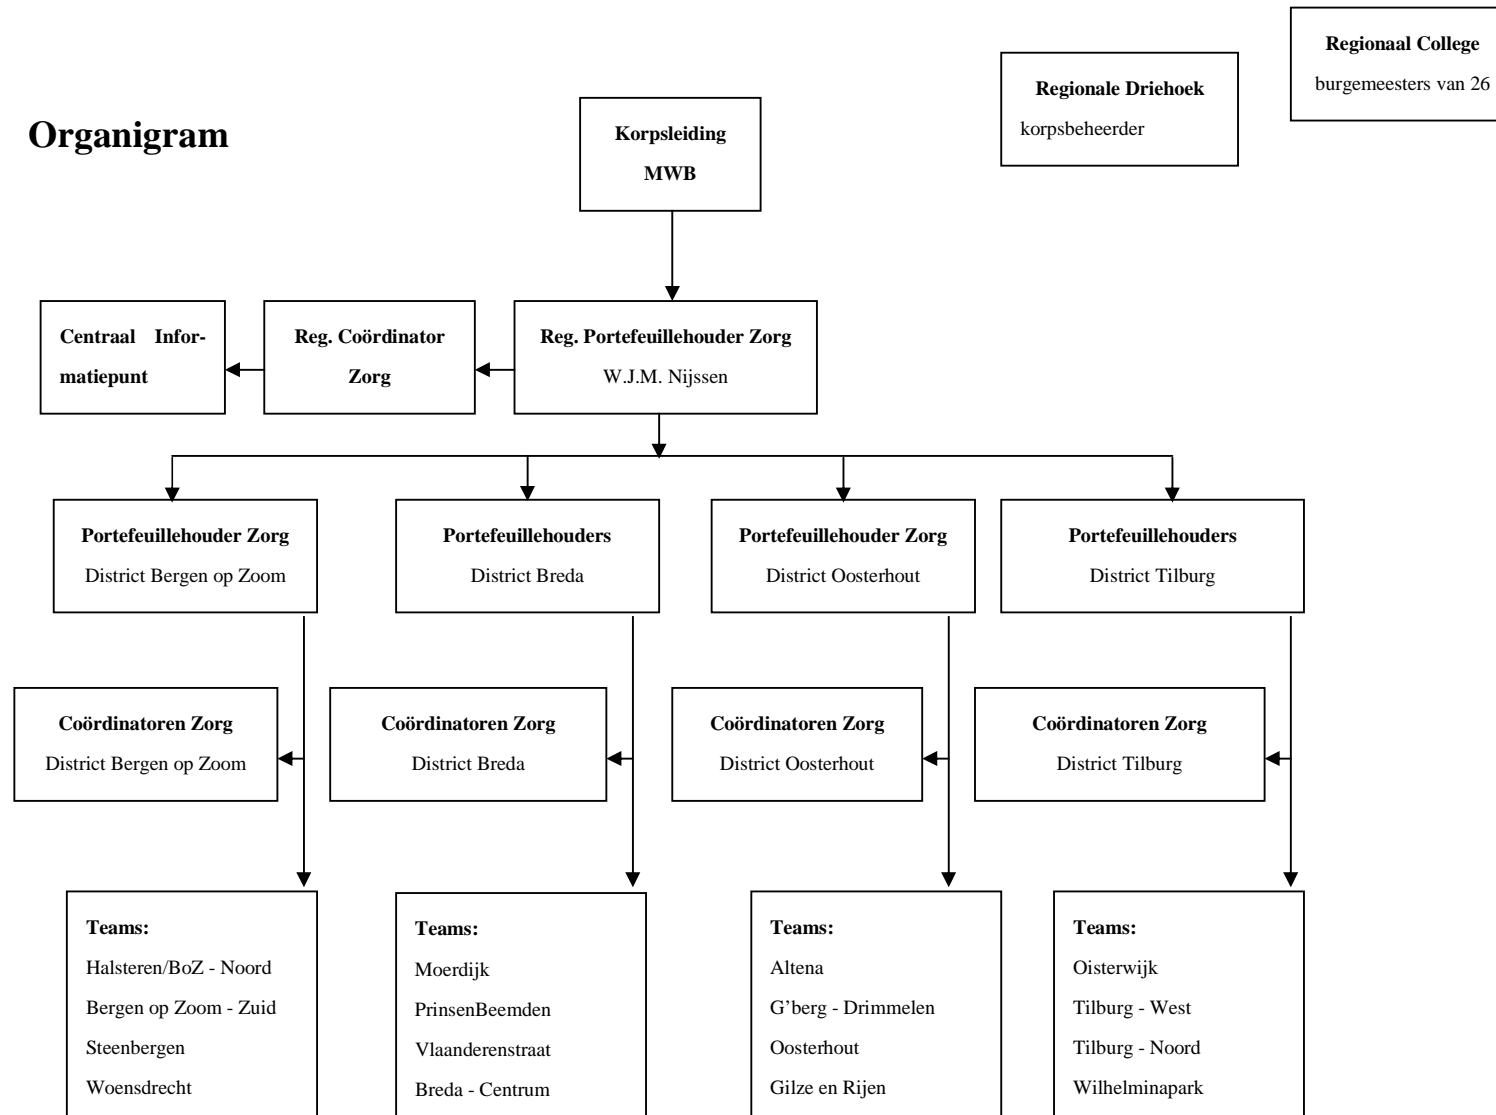 Regionaal College
burgemeesters van 26
Regionale Driehoek
korpsbeheerder
Organigram
Korpsleiding
MWB
Centraal Infor-
matiepunt
Reg. Coördinator
Zorg
Reg. Portefeuillehouder Zorg
W.J.M. Nijssen
Portefeuillehouder Zorg
District Bergen op Zoom
Portefeuillehouders
District Breda
Portefeuillehouder Zorg
District Oosterhout
Portefeuillehouders
District Tilburg
Coördinatoren Zorg
District Bergen op Zoom
Coördinatoren Zorg
District Breda
Coördinatoren Zorg
District Oosterhout
Coördinatoren Zorg
District Tilburg
Teams:
Halsteren/BoZ - Noord
Bergen op Zoom - Zuid
Steenbergen
Woensdrecht
Teams:
Moerdijk
PrinsenBeemden
Vlaanderenstraat
Breda - Centrum
Teams:
Altena
G'berg - Drimmelen
Oosterhout
Gilze en Rijen
Teams:
Oisterwijk
Tilburg - West
Tilburg - Noord
Wilhelminapark